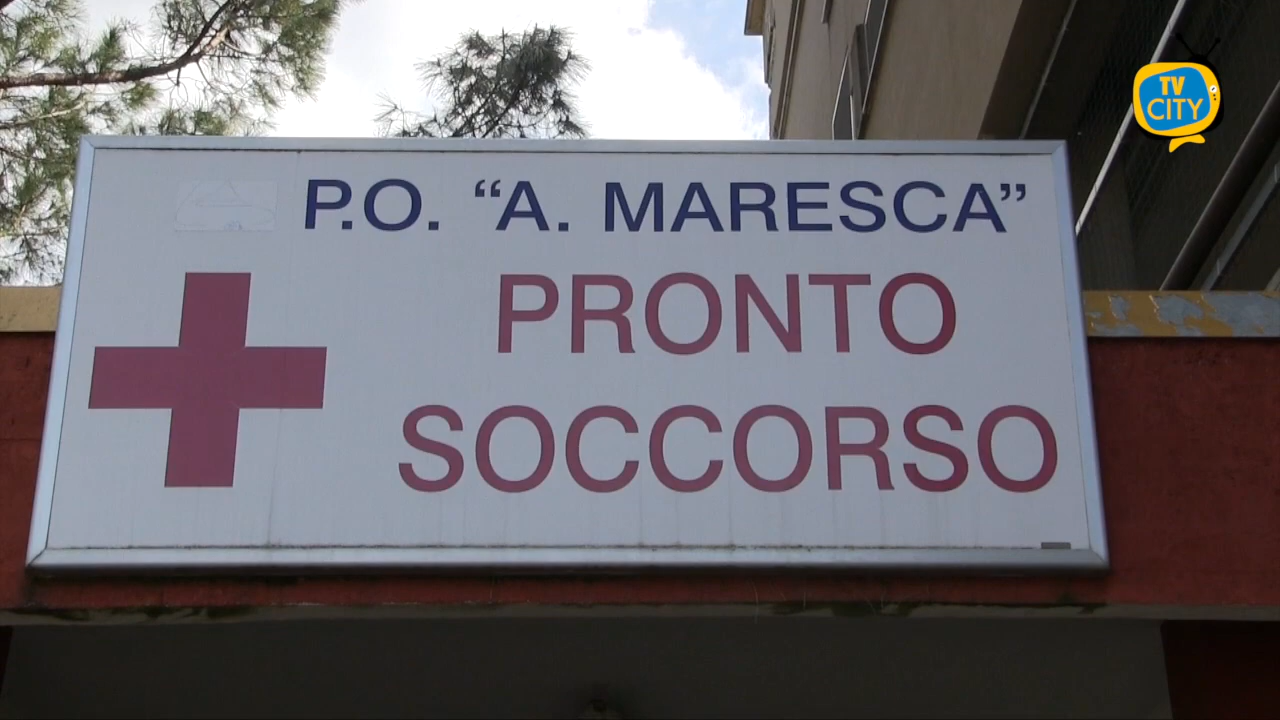 TV
CITY
P.O. “A. MARESCA”
PRONTO
SOCCORSO